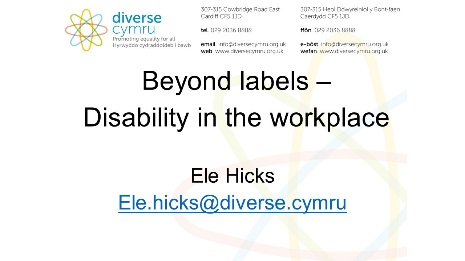 diverse
cymru
Promoting equality for all
Hyrwyddo cydraddoldeb i bawb
307-315 Cowbridge Road East
Cardiff CF5 1JD
tel: 029 2036 8888
email: info@diversecymru.org.uk
web: www.diversecymru.org.uk
307-315 Heol Ddwyreiniol y Bont-faen
Caerdydd CF5 1JD
ffôn: 029 2036 8888
e-bost: info@diversecymru.org.uk
wefan: www.diversecymru.org.uk
Beyond labels –
Disability in the workplace
Ele Hicks
Ele.hicks@diverse.cymru